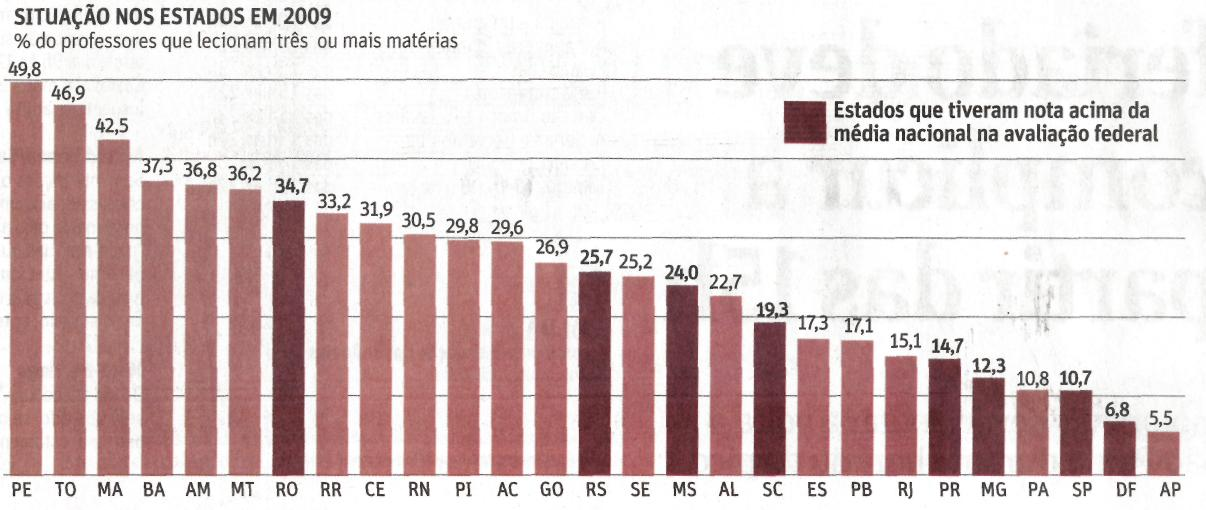 SITUAÇÃO NOS ESTADOS EM 2009
% do professores que lecionam três ou mais matérias
Estados que tiveram nota acima da
média nacional na avaliação federal
49,8 46,9 42,5 37,3 36,8 36,2 34,7 33,2 31,9 30,5 29,8 29,6 26,9 25,7 25,2 24,0 22,7 19,3 17,3 17,1 15,1 14,7 12,3 10,8 10,7 6,8 5,5
PE TO MA BA AM MT RO RR CE RN PI AC GO RS SE MS AL SC ES PB RJ PR MG PA SP DF AP